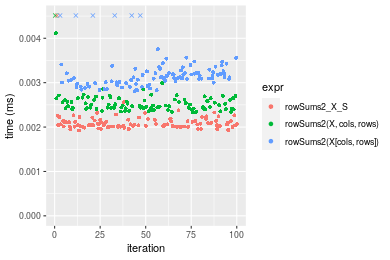 0.004
0.003
0.002
0.001
0.000
time (ms)
0
25
50
75
100
iteration
expr
rowSums2_X_S
rowSums2(X, cols, rows)
rowSums2(X[cols, rows])